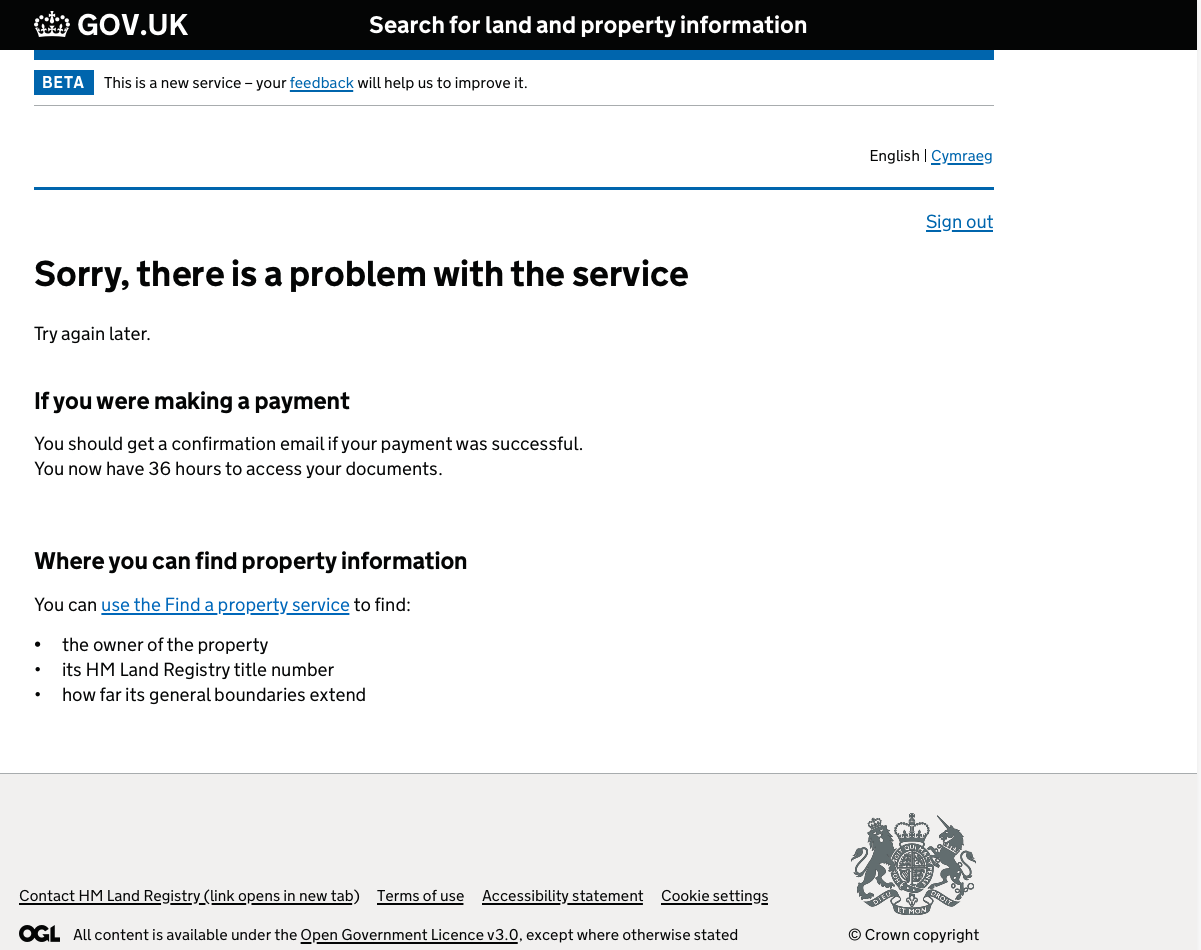 GOV.UK Search for land and property information
BETA This is a new service – your feedback will help us to improve it.
English | Cymraeg
Sign out
Sorry, there is a problem with the service
Try again later.
If you were making a payment
You should get a confirmation email if your payment was successful.
You now have 36 hours to access your documents.
Where you can find property information
You can use the Find a property service to find:
• the owner of the property
• its HM Land Registry title number
• how far its general boundaries extend
Contact HM Land Registry (link opens in new tab) Terms of use Accessibility statement Cookie settings
OGL All content is available under the Open Government Licence v3.0, except where otherwise stated
© Crown copyright